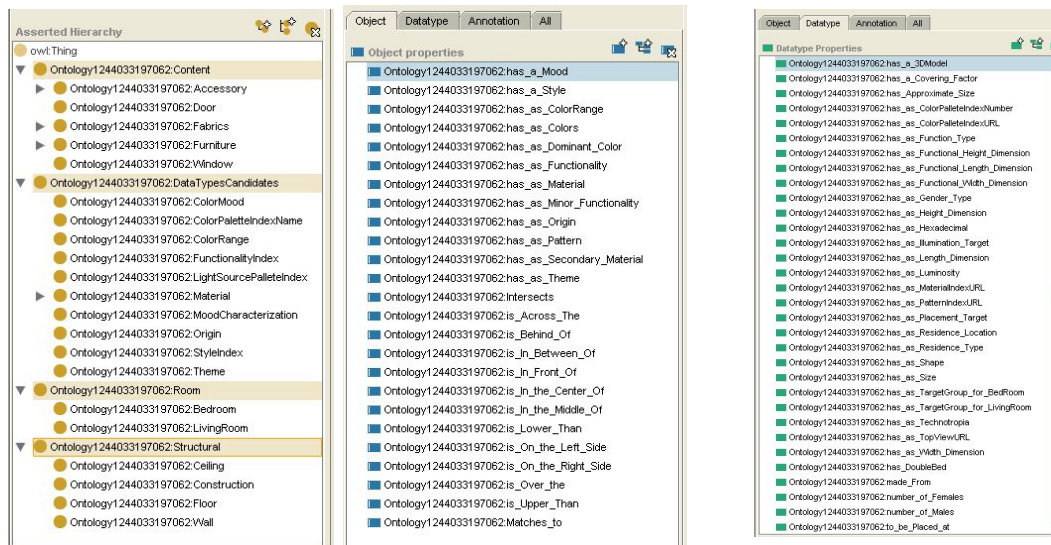 Asserted Hierarchy
owl:Thing
Ontology1244033197062:Content
Ontology1244033197062:Accessory
Ontology1244033197062:Door
Ontology1244033197062:Fabrics
Ontology1244033197062:Furniture
Ontology1244033197062:Window
Ontology1244033197062:DataTypesCandidates
Ontology1244033197062:ColorMood
Ontology1244033197062:ColorPaletteIndexName
Ontology1244033197062:ColorRange
Ontology1244033197062:FunctionalityIndex
Ontology1244033197062:LightSourcePalleteIndex
Ontology1244033197062:Material
Ontology1244033197062:MoodCharacterization
Ontology1244033197062:Origin
Ontology1244033197062:StyleIndex
Ontology1244033197062:Theme
Ontology1244033197062:Room
Ontology1244033197062:Bedroom
Ontology1244033197062:LivingRoom
Ontology1244033197062:Structural
Ontology1244033197062:Ceiling
Ontology1244033197062:Construction
Ontology1244033197062:Floor
Ontology1244033197062:Wall
Object Datatype Annotation All
Object properties
Ontology1244033197062:has_a_Mood
Ontology1244033197062:has_a_Style
Ontology1244033197062:has_as_ColorRange
Ontology1244033197062:has_as_Colors
Ontology1244033197062:has_as_Dominant_Color
Ontology1244033197062:has_as_Functionality
Ontology1244033197062:has_as_Material
Ontology1244033197062:has_as_Minor_Functionality
Ontology1244033197062:has_as_Origin
Ontology1244033197062:has_as_Pattern
Ontology1244033197062:has_as_Secondary_Material
Ontology1244033197062:has_as_Theme
Ontology1244033197062:Intersects
Ontology1244033197062:is_Across_The
Ontology1244033197062:is_Behind_Of
Ontology1244033197062:is_In_Between_Of
Ontology1244033197062:is_In_Front_Of
Ontology1244033197062:is_In_the_Center_Of
Ontology1244033197062:is_In_the_Middle_Of
Ontology1244033197062:is_Lower_Than
Ontology1244033197062:is_On_the_Left_Side
Ontology1244033197062:is_On_the_Right_Side
Ontology1244033197062:is_Over_the
Ontology1244033197062:is_Upper_Than
Ontology1244033197062:Matches_to
Object Datatype Annotation All
Datatype Properties
Ontology1244033197062:has_a_3DModel
Ontology1244033197062:has_a_Covering_Factor
Ontology1244033197062:has_Approximate_Size
Ontology1244033197062:has_as_ColorPalleteIndexNumber
Ontology1244033197062:has_as_ColorPaleteIndexURL
Ontology1244033197062:has_as_Function_Type
Ontology1244033197062:has_as_Functional_Height_Dimension
Ontology1244033197062:has_as_Functional_Length_Dimension
Ontology1244033197062:has_as_Functional_Width_Dimension
Ontology1244033197062:has_as_Gender_Type
Ontology1244033197062:has_as_Height_Dimension
Ontology1244033197062:has_as_Hexadecimal
Ontology1244033197062:has_as_Illumination_Target
Ontology1244033197062:has_as_Length_Dimension
Ontology1244033197062:has_as_Luminosity
Ontology1244033197062:has_as_MaterialIndexURL
Ontology1244033197062:has_as_PatternIndexURL
Ontology1244033197062:has_as_Placement_Target
Ontology1244033197062:has_as_Residence_Location
Ontology1244033197062:has_as_Residence_Type
Ontology1244033197062:has_as_Shape
Ontology1244033197062:has_as_Size
Ontology1244033197062:has_as_TargetGroup_for_BedRoom
Ontology1244033197062:has_as_TargetGroup_for_LivingRoom
Ontology1244033197062:has_as_Technotropia
Ontology1244033197062:has_as_TopViewURL
Ontology1244033197062:has_as_Width_Dimension
Ontology1244033197062:has_DoubleBed
Ontology1244033197062:made_From
Ontology1244033197062:number_of_Females
Ontology1244033197062:number_of_Males
Ontology1244033197062:to_be_Placed_at